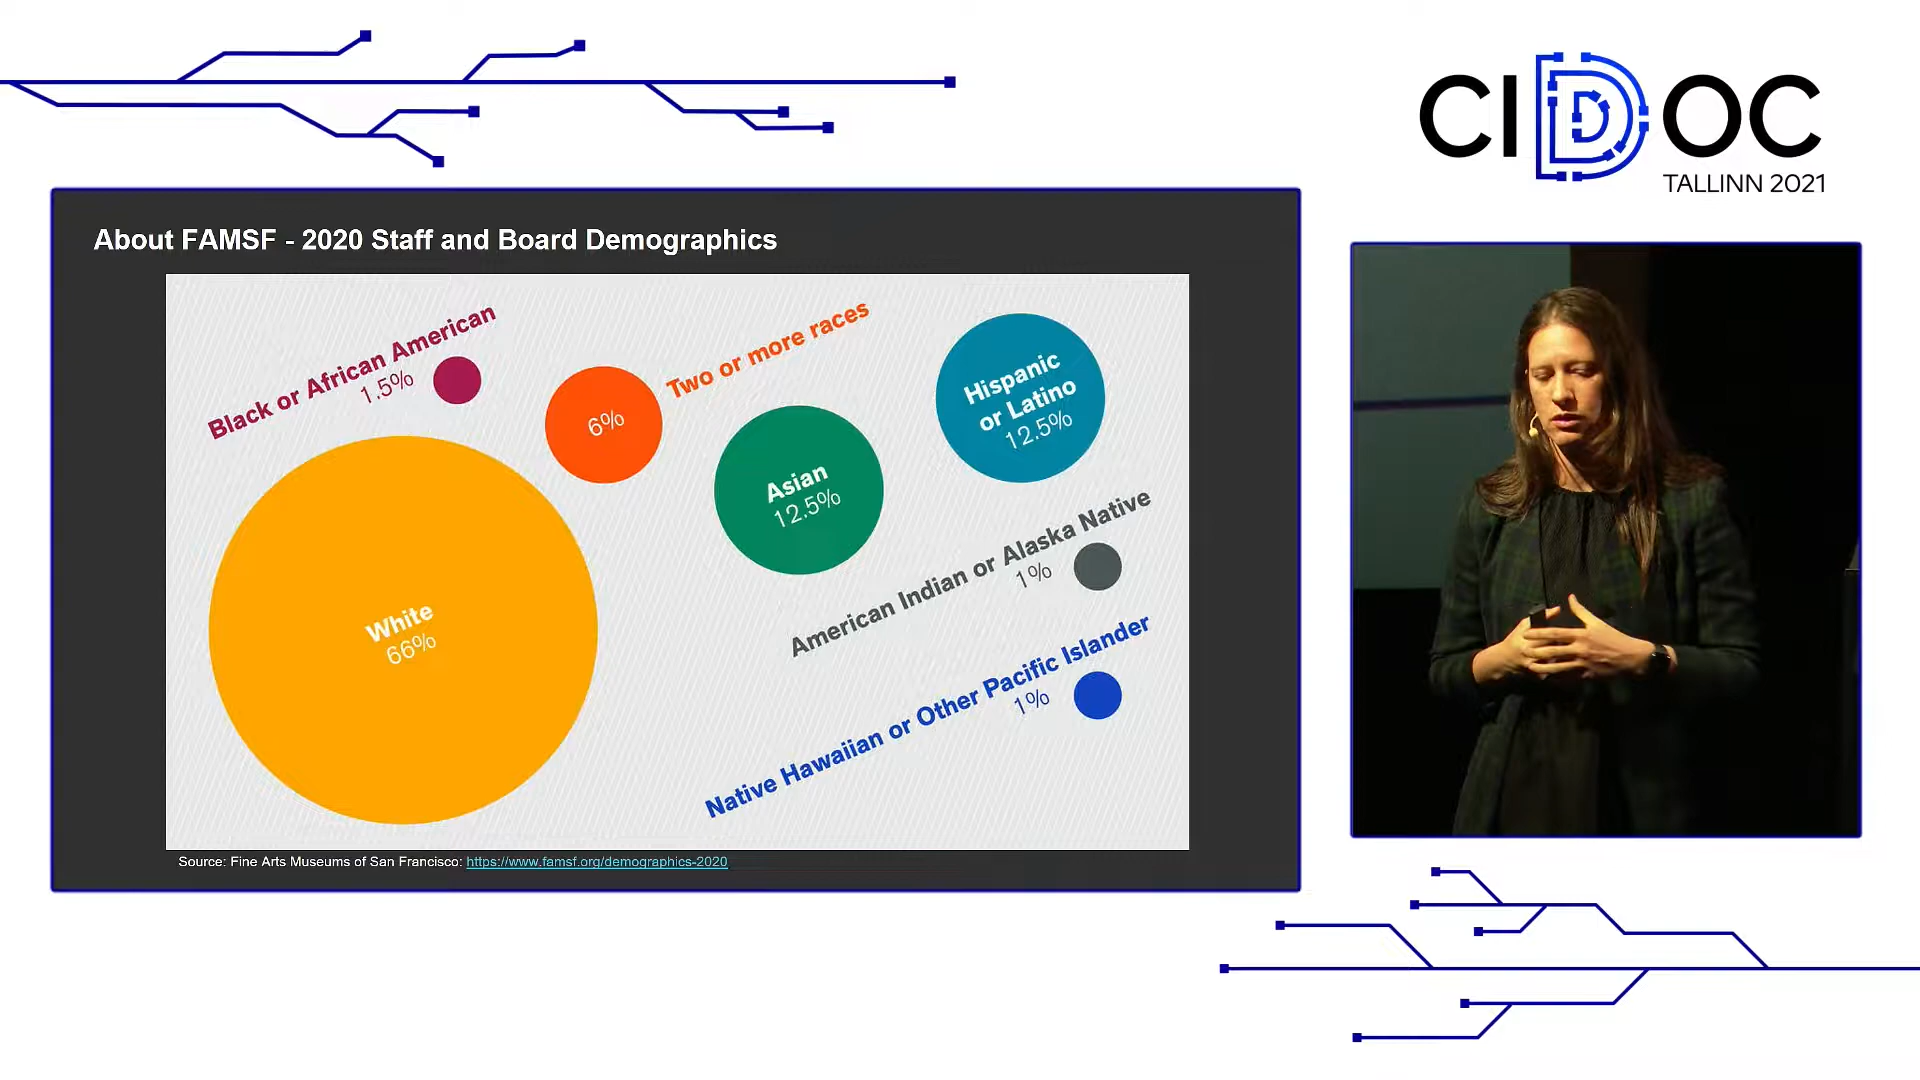 CIDOC
TALLINN 2021
About FAMSF - 2020 Staff and Board Demographics
Black or African American
1.5%
6%
Two or more races
Hispanic
or Latino
12.5%
Asian
12.5%
American Indian or Alaska Native
1%
White
66%
Native Hawaiian or Other Pacific Islander
1%
Source: Fine Arts Museums of San Francisco: https://www.famsf.org/demographics-2020